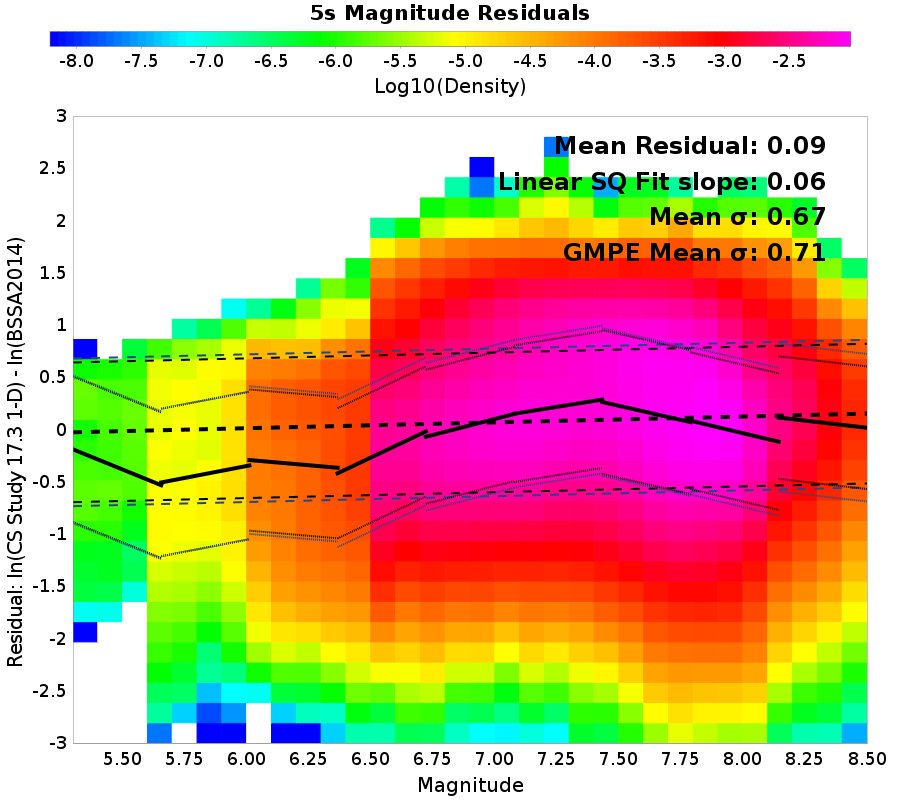 5s Magnitude Residuals
-8.0 -7.5 -7.0 -6.5 -6.0 -5.5 -5.0 -4.5 -4.0 -3.5 -3.0 -2.5
Log10(Density)
Mean Residual: 0.09
Linear SQ Fit slope: 0.06
Mean σ: 0.67
GMPE Mean σ: 0.71
Residual: ln(CS Study 17.3 1-D) - ln(BSSA2014)
3
2.5
2
1.5
1
0.5
0
-0.5
-1
-1.5
-2
-2.5
-3
5.50 5.75 6.00 6.25 6.50 6.75 7.00 7.25 7.50 7.75 8.00 8.25 8.50
Magnitude